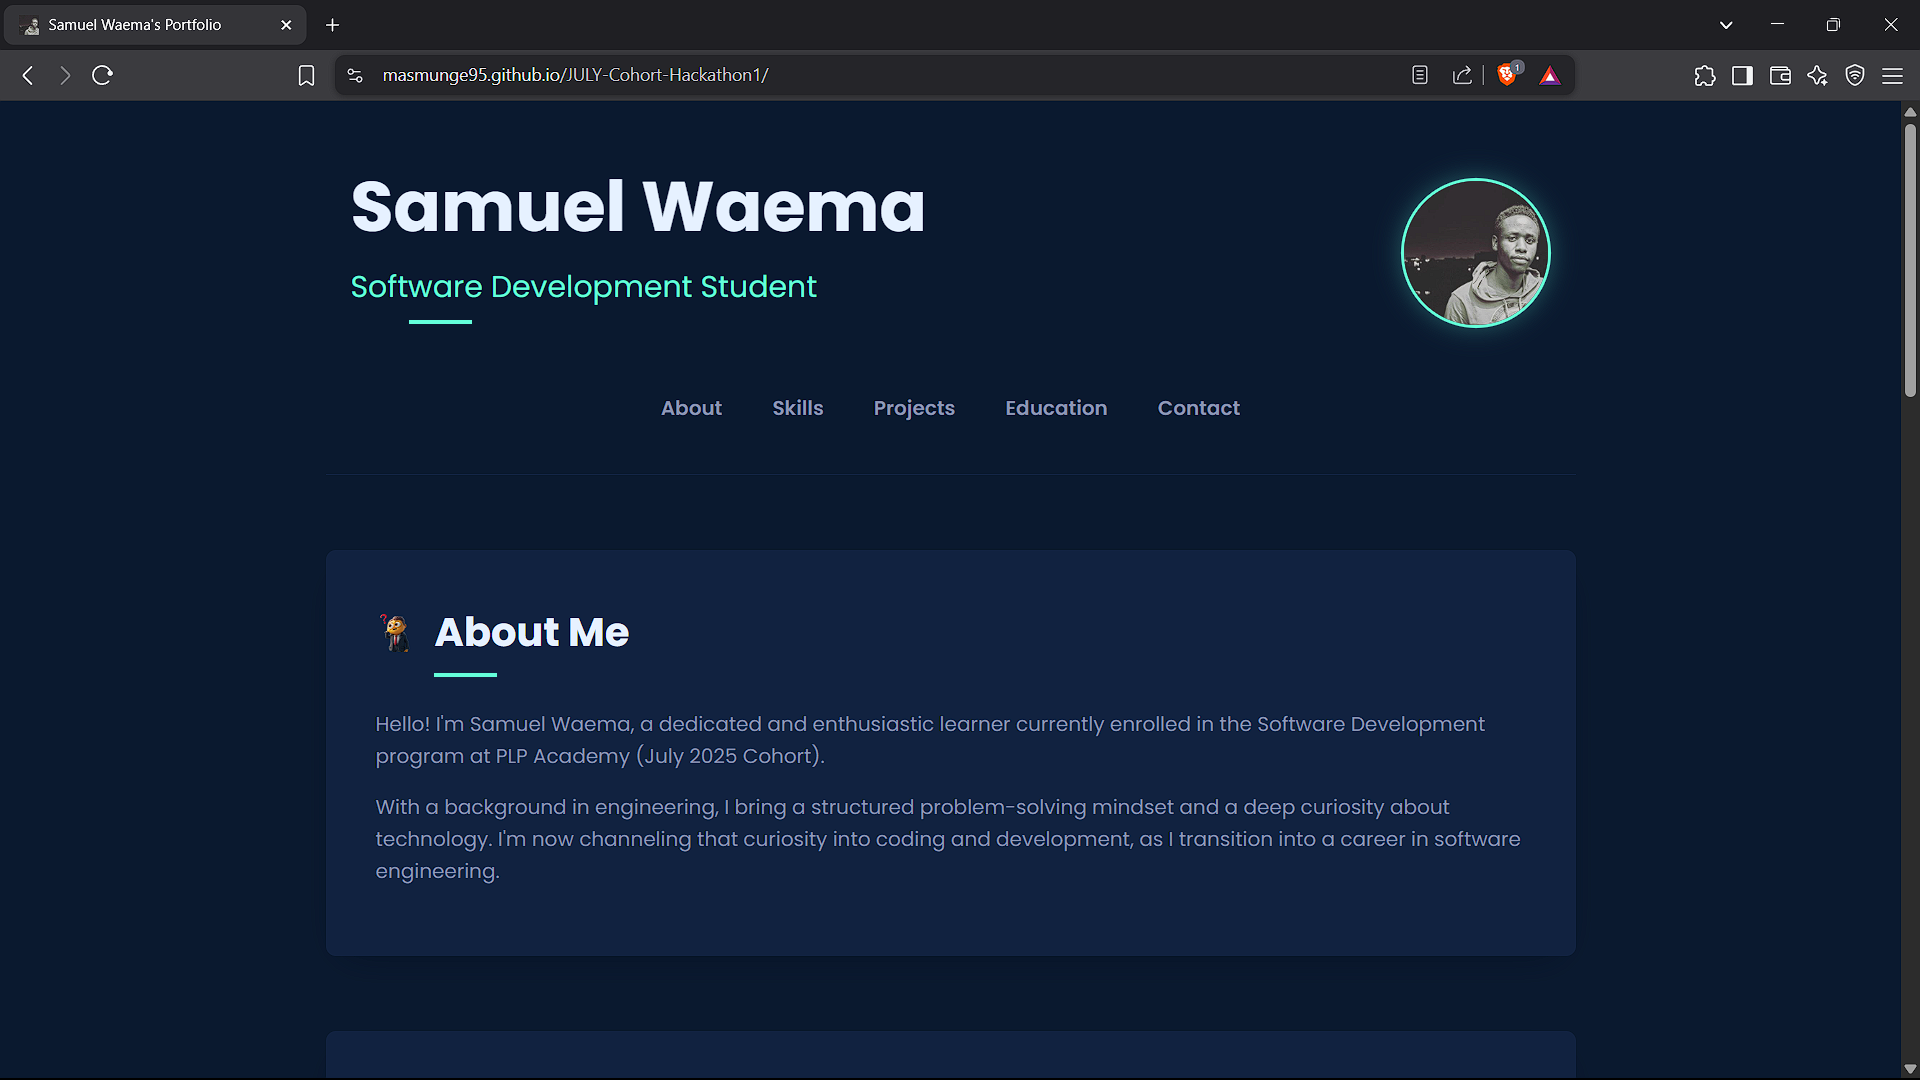 Samuel Waema's Portfolio
masmunge95.github.io/JULY-Cohort-Hackathon1/
1
Samuel Waema
Software Development Student
About Skills Projects Education Contact
About Me
Hello! I'm Samuel Waema, a dedicated and enthusiastic learner currently enrolled in the Software Development
program at PLP Academy (July 2025 Cohort).
With a background in engineering, I bring a structured problem-solving mindset and a deep curiosity about
technology. I'm now channeling that curiosity into coding and development, as I transition into a career in software
engineering.